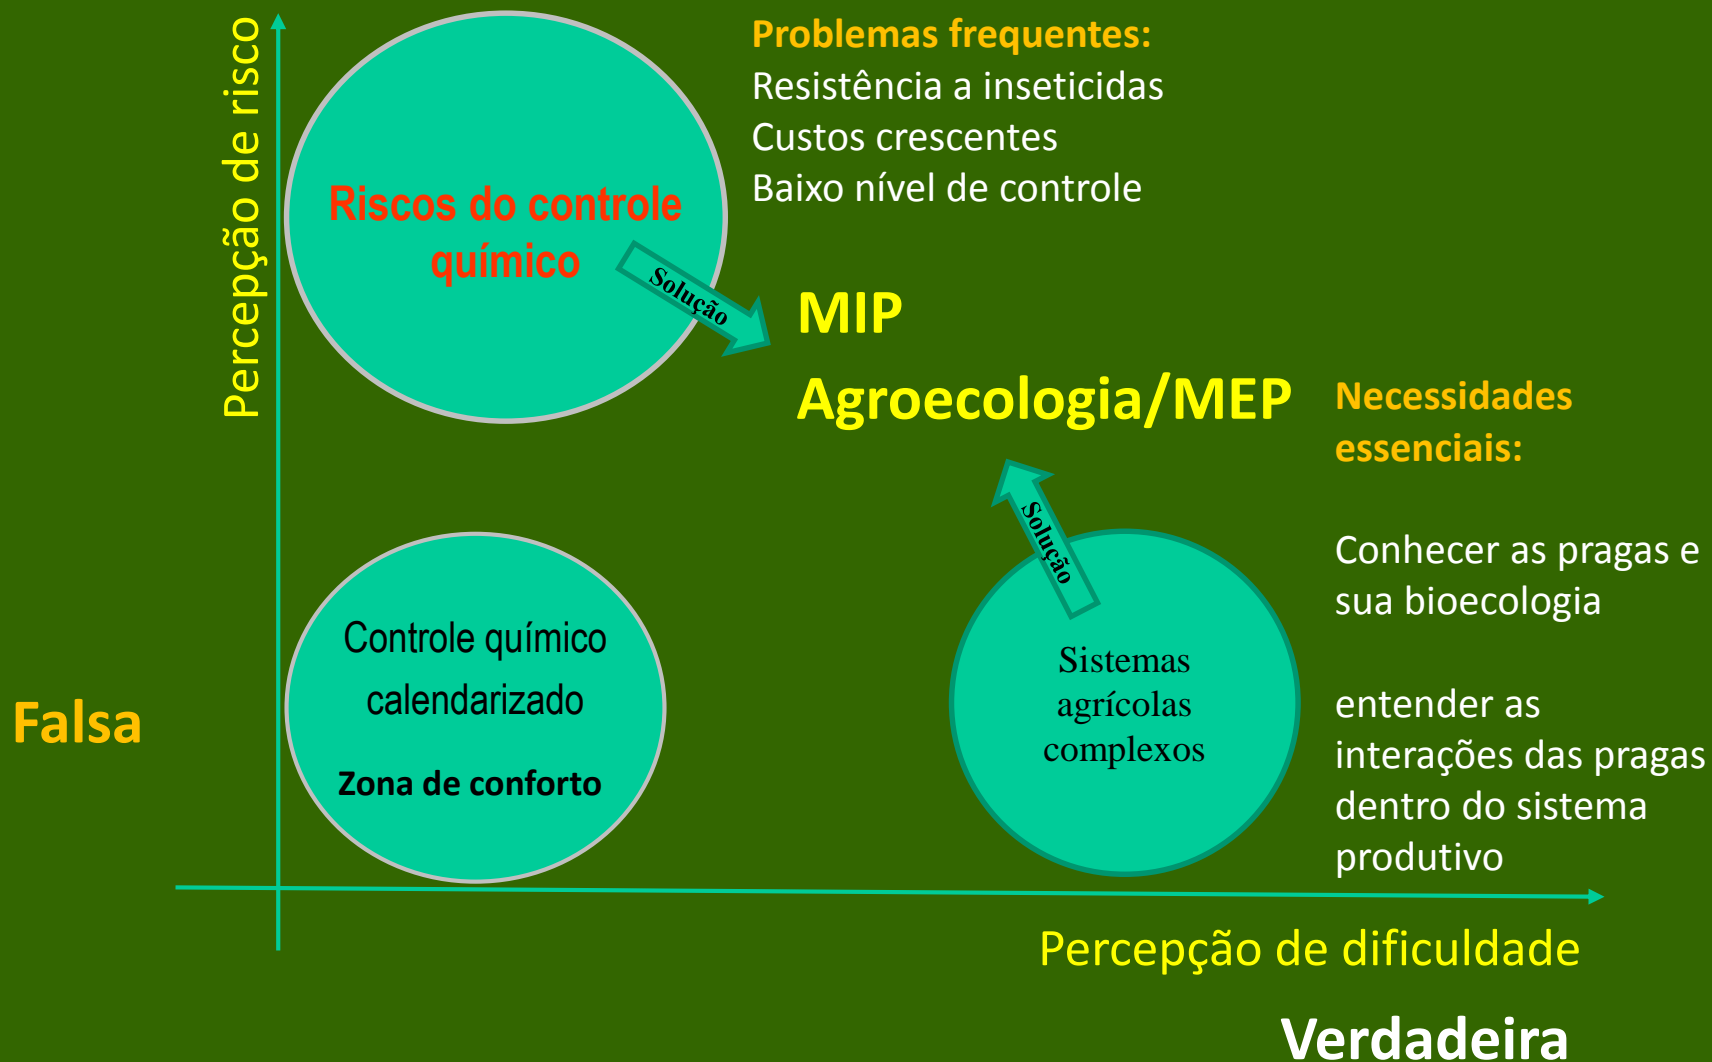 Percepção de risco
Problemas frequentes:
Resistência a inseticidas
Custos crescentes
Baixo nível de controle
Riscos do controle
químico
Solução
MIP
Agroecologia/MEP
Necessidades
essenciais:
Conhecer as pragas e
sua bioecologia
entender as
interações das pragas
dentro do sistema
produtivo
Solução
Sistemas
agrícolas
complexos
Controle químico
calendarizado
Zona de conforto
Falsa
Percepção de dificuldade
Verdadeira